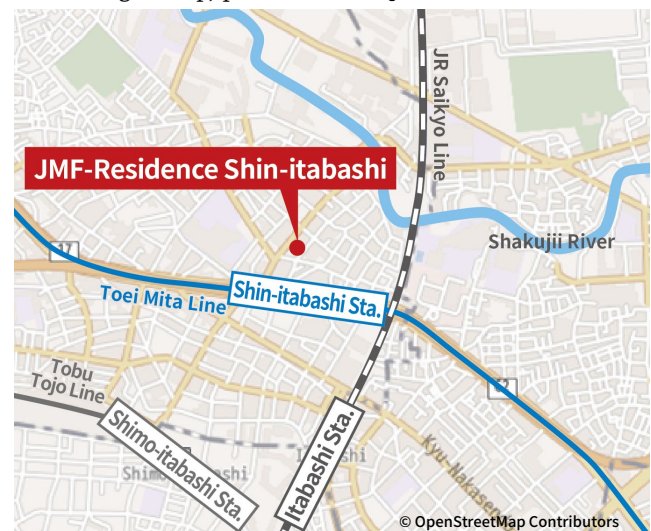 JR Saikyo Line
JMF-Residence Shin-itabashi
Shakujii River
17
Shin-itabashi Sta.
Toei Mita Line
Tobu
Tojo Line
Shimo-itabashi Sta.
Itabashi Sta.
Kyu-Nakasen
© OpenStreetMap Contributors